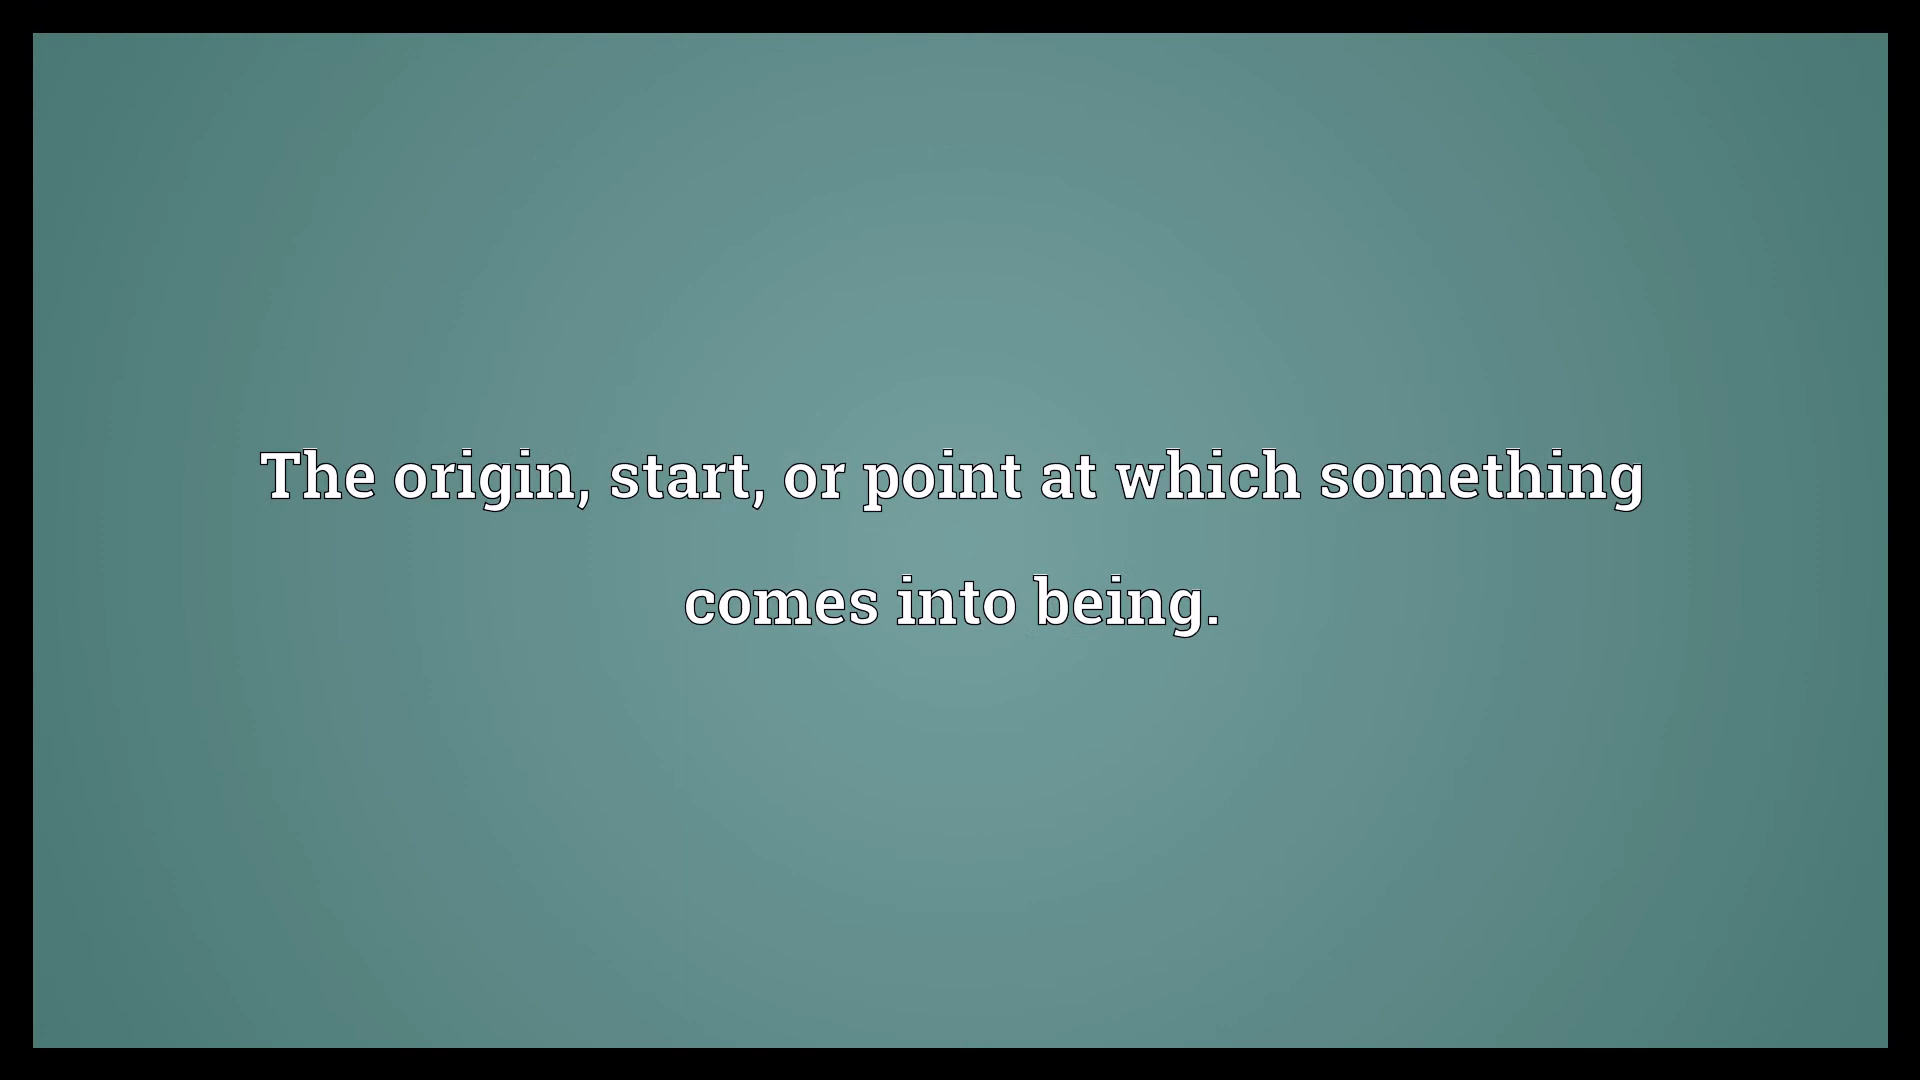 The origin, start, or point at which something
comes into being.